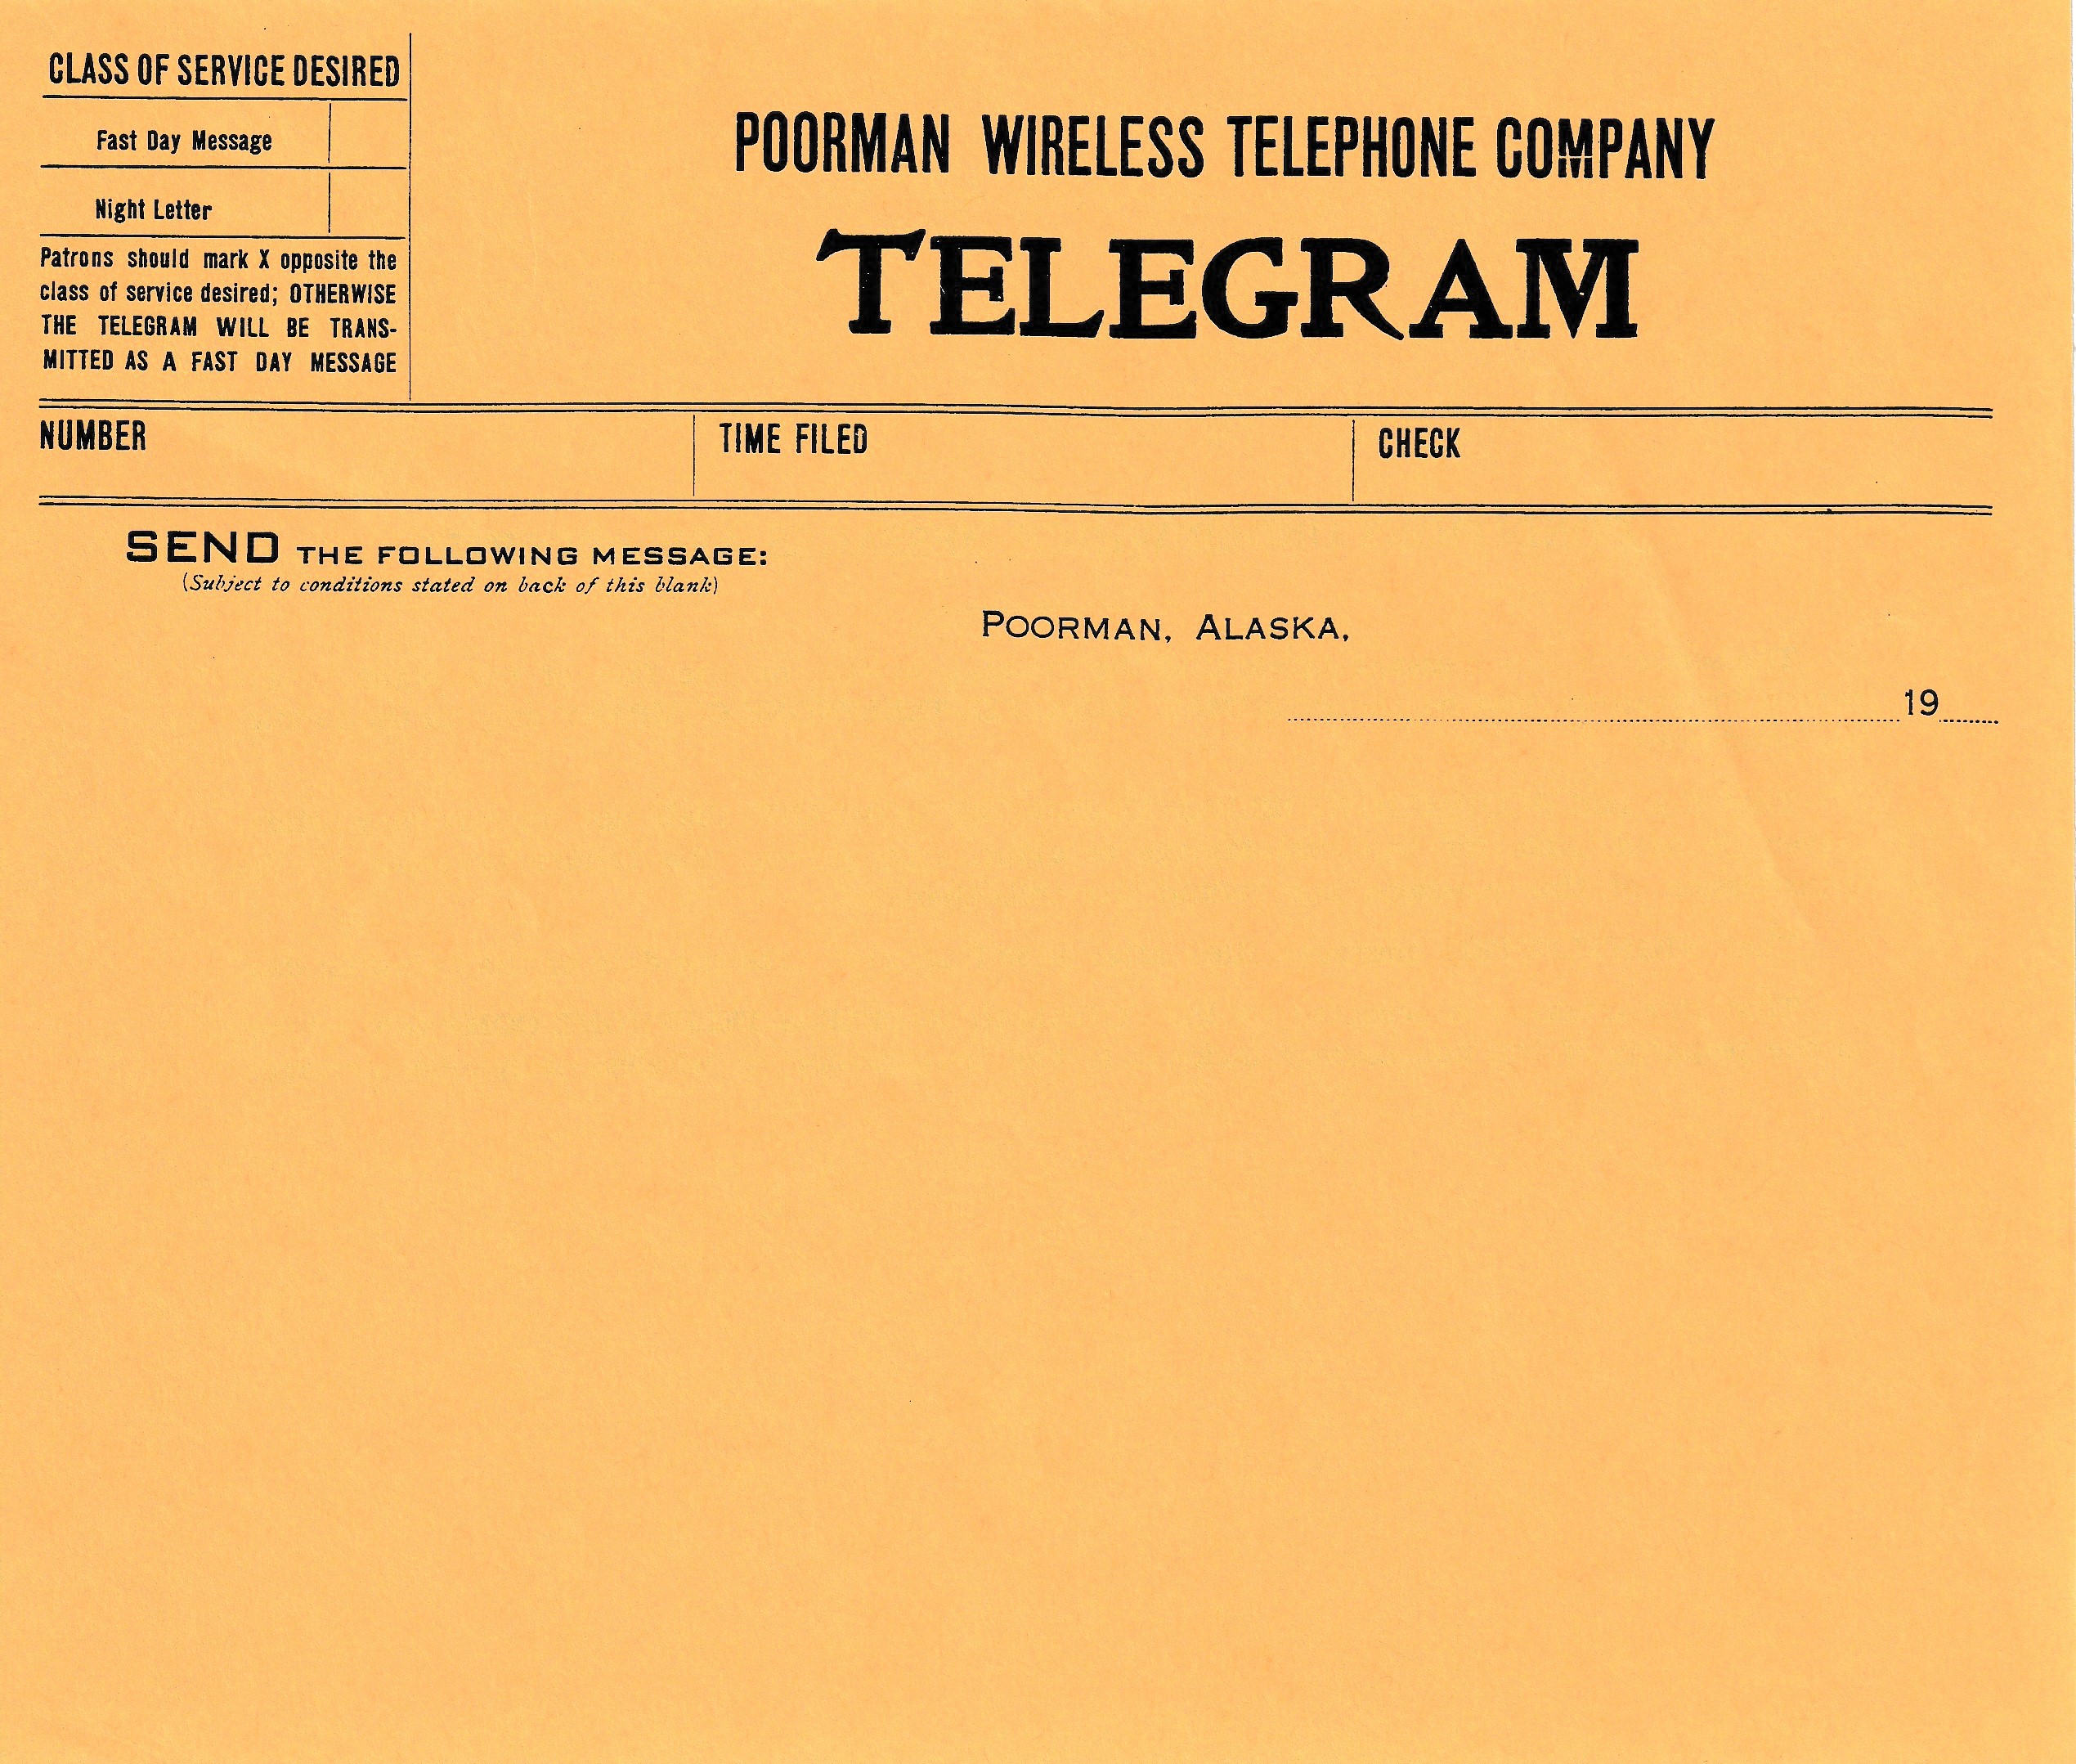 CLASS OF SERVICE DESIRED
Fast Day Message
Night Letter
Patrons should mark X opposite the
class of service desired; OTHERWISE
THE TELEGRAM WILL BE TRANS-
MITTED AS A FAST DAY MESSAGE
POORMAN WIRELESS TELEPHONE COMPANY
TELEGRAM
NUMBER
TIME FILED
CHECK
SEND THE FOLLOWING MESSAGE:
(Subject to conditions stated on back of this blank)
POORMAN, ALASKA,
19